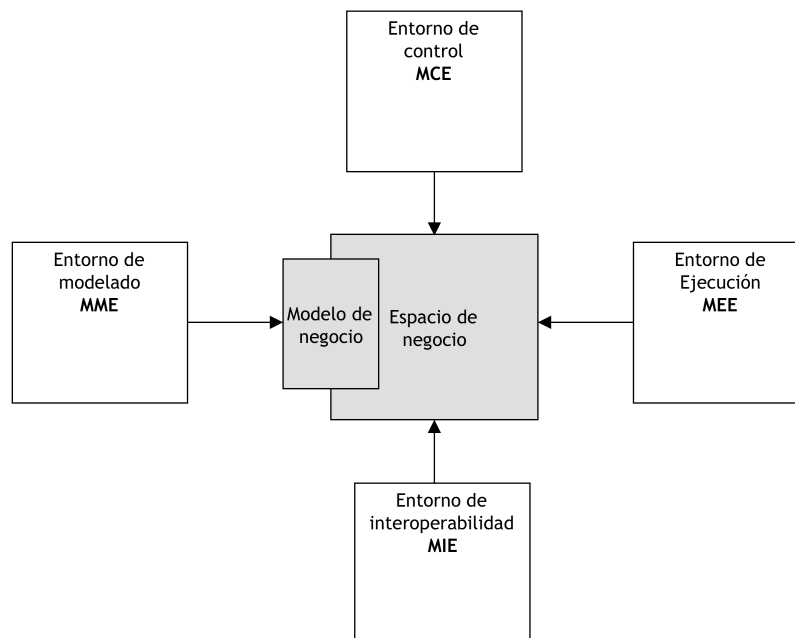 Entorno de
control
MCE
Entorno de
modelado
MME
Modelo de
negocio
Espacio de
negocio
Entorno de
Ejecución
MEE
Entorno de
interoperabilidad
MIE